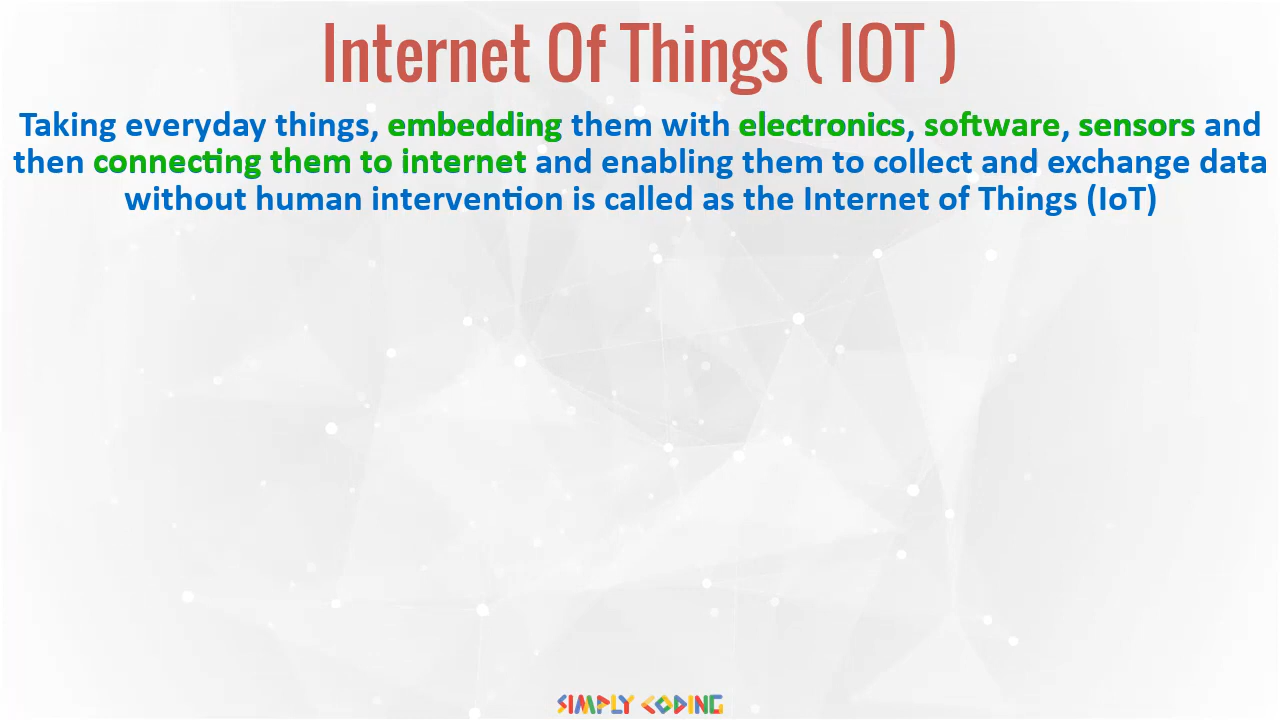 Internet Of Things ( IOT )
Taking everyday things, embedding them with electronics, software, sensors and
then connecting them to internet and enabling them to collect and exchange data
without human intervention is called as the Internet of Things (IoT)
SIMPLY CODING